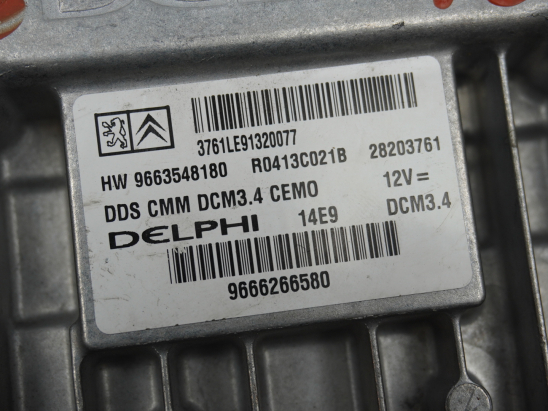 3761LE91320077
HW 9663548180 R0413C021B 28203761
DDS CMM DCM3.4 CEMO 12V=
DELPHI 14E9 DCM3.4
9666266580